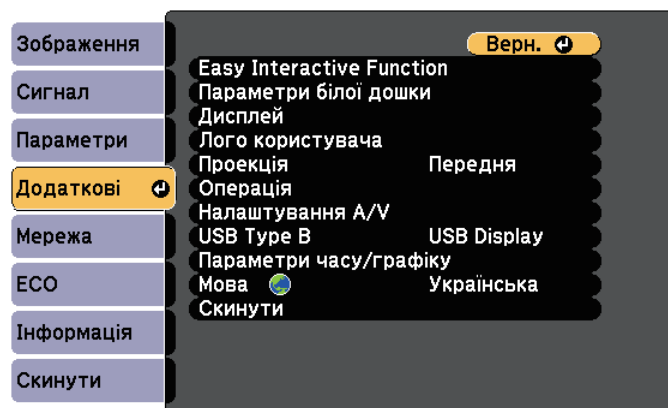 Зображення
Сигнал
Параметри
Додаткові
Мережа
ECO
Інформація
Скинути
Верн.
Easy Interactive Function
Параметри білої дошки
Дисплей
Лого користувача
Проекція Передня
Операція
Налаштування A/V
USB Type B USB Display
Параметри часу/графіку
Мова Українська
Скинути